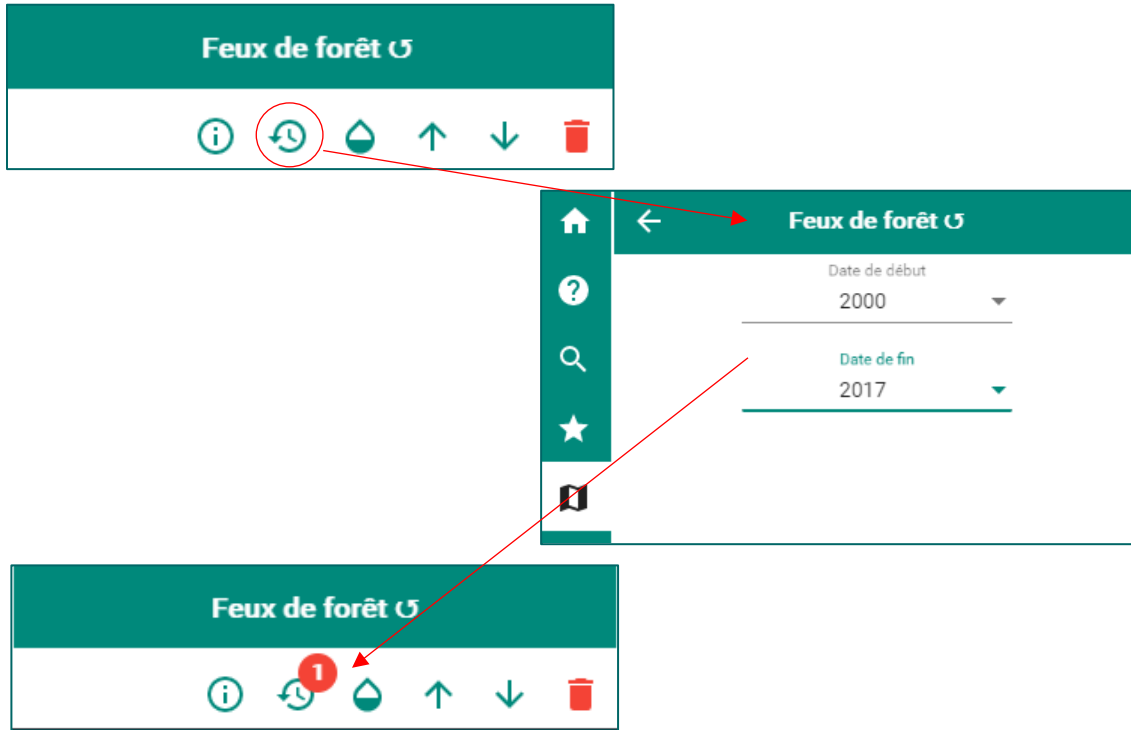 Feux de forêt ↺
Feux de forêt ↺
Date de début
2000
Date de fin
2017
Feux de forêt ↺
1